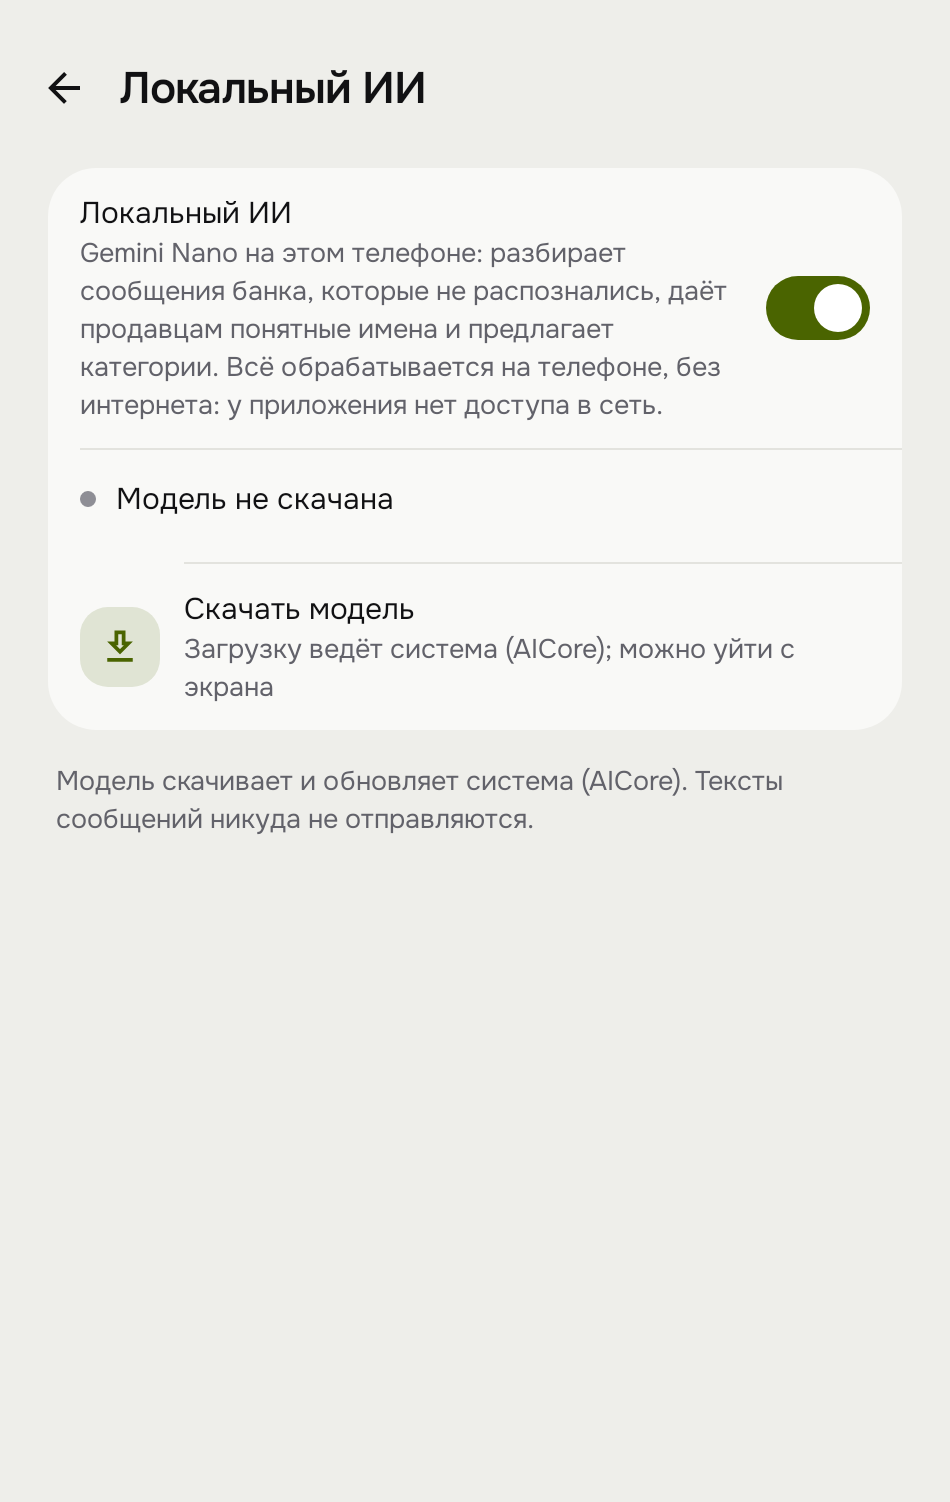 Локальный ИИ
Локальный ИИ
Gemini Nano на этом телефоне: разбирает
сообщения банка, которые не распознались, даёт
продавцам понятные имена и предлагает
категории. Всё обрабатывается на телефоне, без
интернета: у приложения нет доступа в сеть.
Модель не скачана
Скачать модель
Загрузку ведёт система (AICore); можно уйти с
экрана
Модель скачивает и обновляет система (AICore). Тексты
сообщений никуда не отправляются.